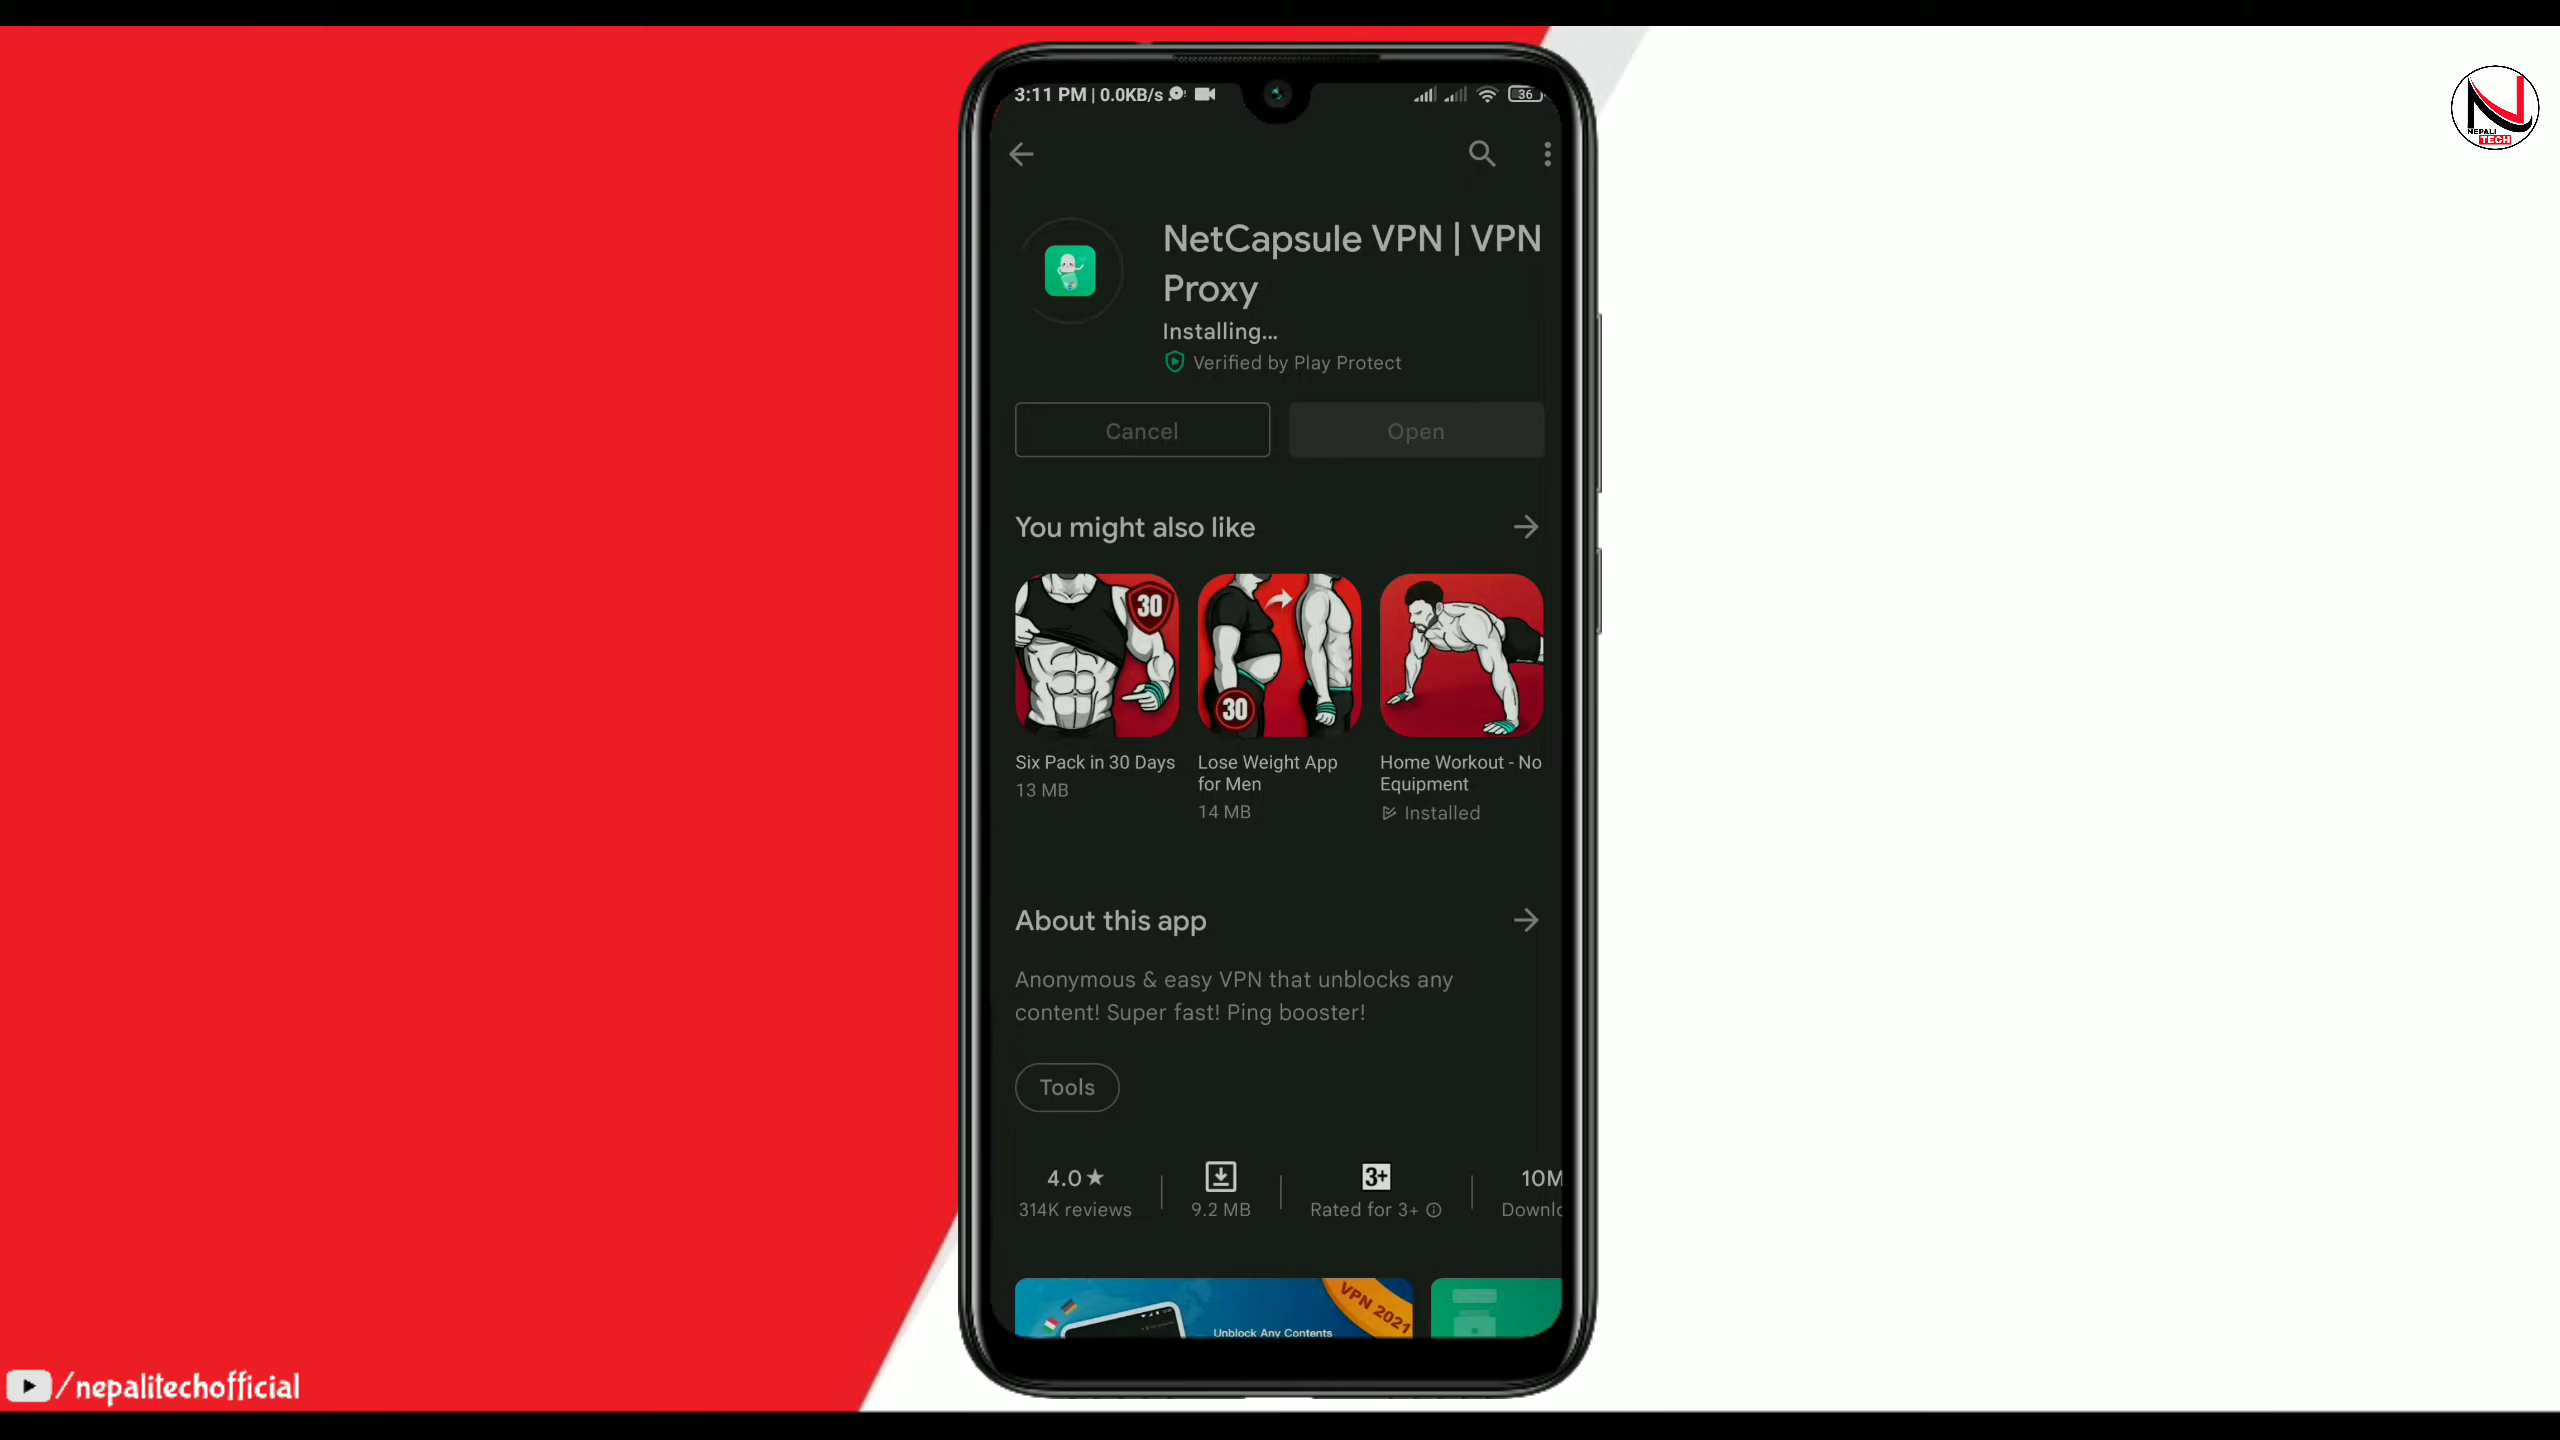 3:11 PM | 0.0KB/s
36
NEPALI
TECH
NetCapsule VPN | VPN
Proxy
Installing...
Verified by Play Protect
Cancel
Open
You might also like
30
30
Six Pack in 30 Days
13 MB
Lose Weight App
for Men
14 MB
Home Workout - No
Equipment
Installed
About this app
Anonymous & easy VPN that unblocks any
content! Super fast! Ping booster!
Tools
4.0★
314K reviews
9.2 MB
3+
Rated for 3+
10M
Downlo
VPN 2021
Unblock Any Contents
/nepalitechofficial